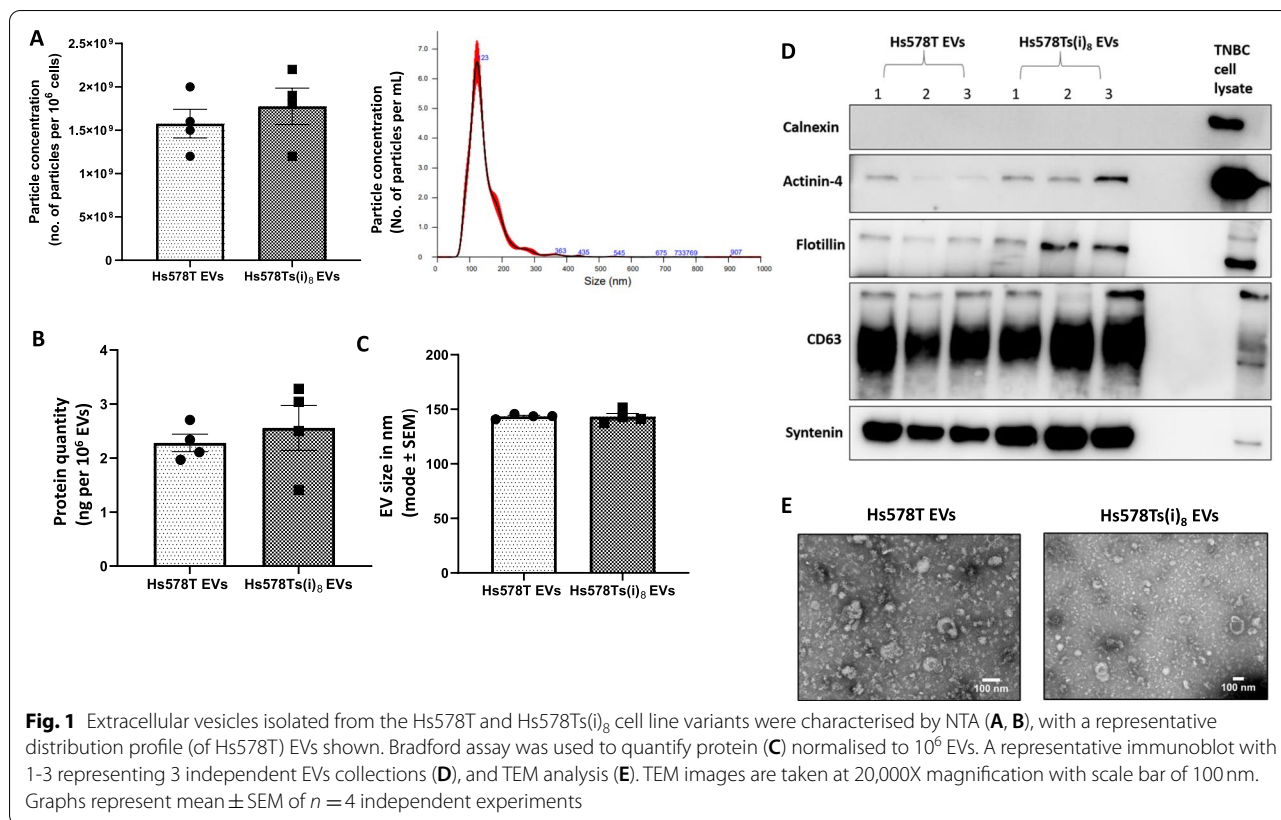 A
2.5×10⁹
2×10⁹
1.5×10⁹
1×10⁹
5×10⁸
0
Particle concentration
(no. of particles per 10⁶ cells)
Hs578T EVs
Hs578Ts(i)₈ EVs
Particle concentration
(No. of particles per mL)
7.0
6.0
5.0
4.0
3.0
2.0
1.0
0
123
363
435
545
675
733769
907
0
100
200
300
400
500
600
700
800
900
1000
Size (nm)
B
4
3
2
1
0
Protein quantity
(ng per 10⁶ EVs)
Hs578T EVs
Hs578Ts(i)₈ EVs
C
200
150
100
50
0
EV size in nm
(mode ± SEM)
Hs578T EVs
Hs578Ts(i)₈ EVs
D
Hs578T EVs
Hs578Ts(i)₈ EVs
TNBC
cell
lysate
1 2 3 1 2 3
Calnexin
Actinin-4
Flotillin
CD63
Syntenin
E
Hs578T EVs
Hs578Ts(i)₈ EVs
100 nm
100 nm
Fig. 1 Extracellular vesicles isolated from the Hs578T and Hs578Ts(i)₈ cell line variants were characterised by NTA (A, B), with a representative
distribution profile (of Hs578T) EVs shown. Bradford assay was used to quantify protein (C) normalised to 10⁶ EVs. A representative immunoblot with
1-3 representing 3 independent EVs collections (D), and TEM analysis (E). TEM images are taken at 20,000X magnification with scale bar of 100 nm.
Graphs represent mean ± SEM of n = 4 independent experiments